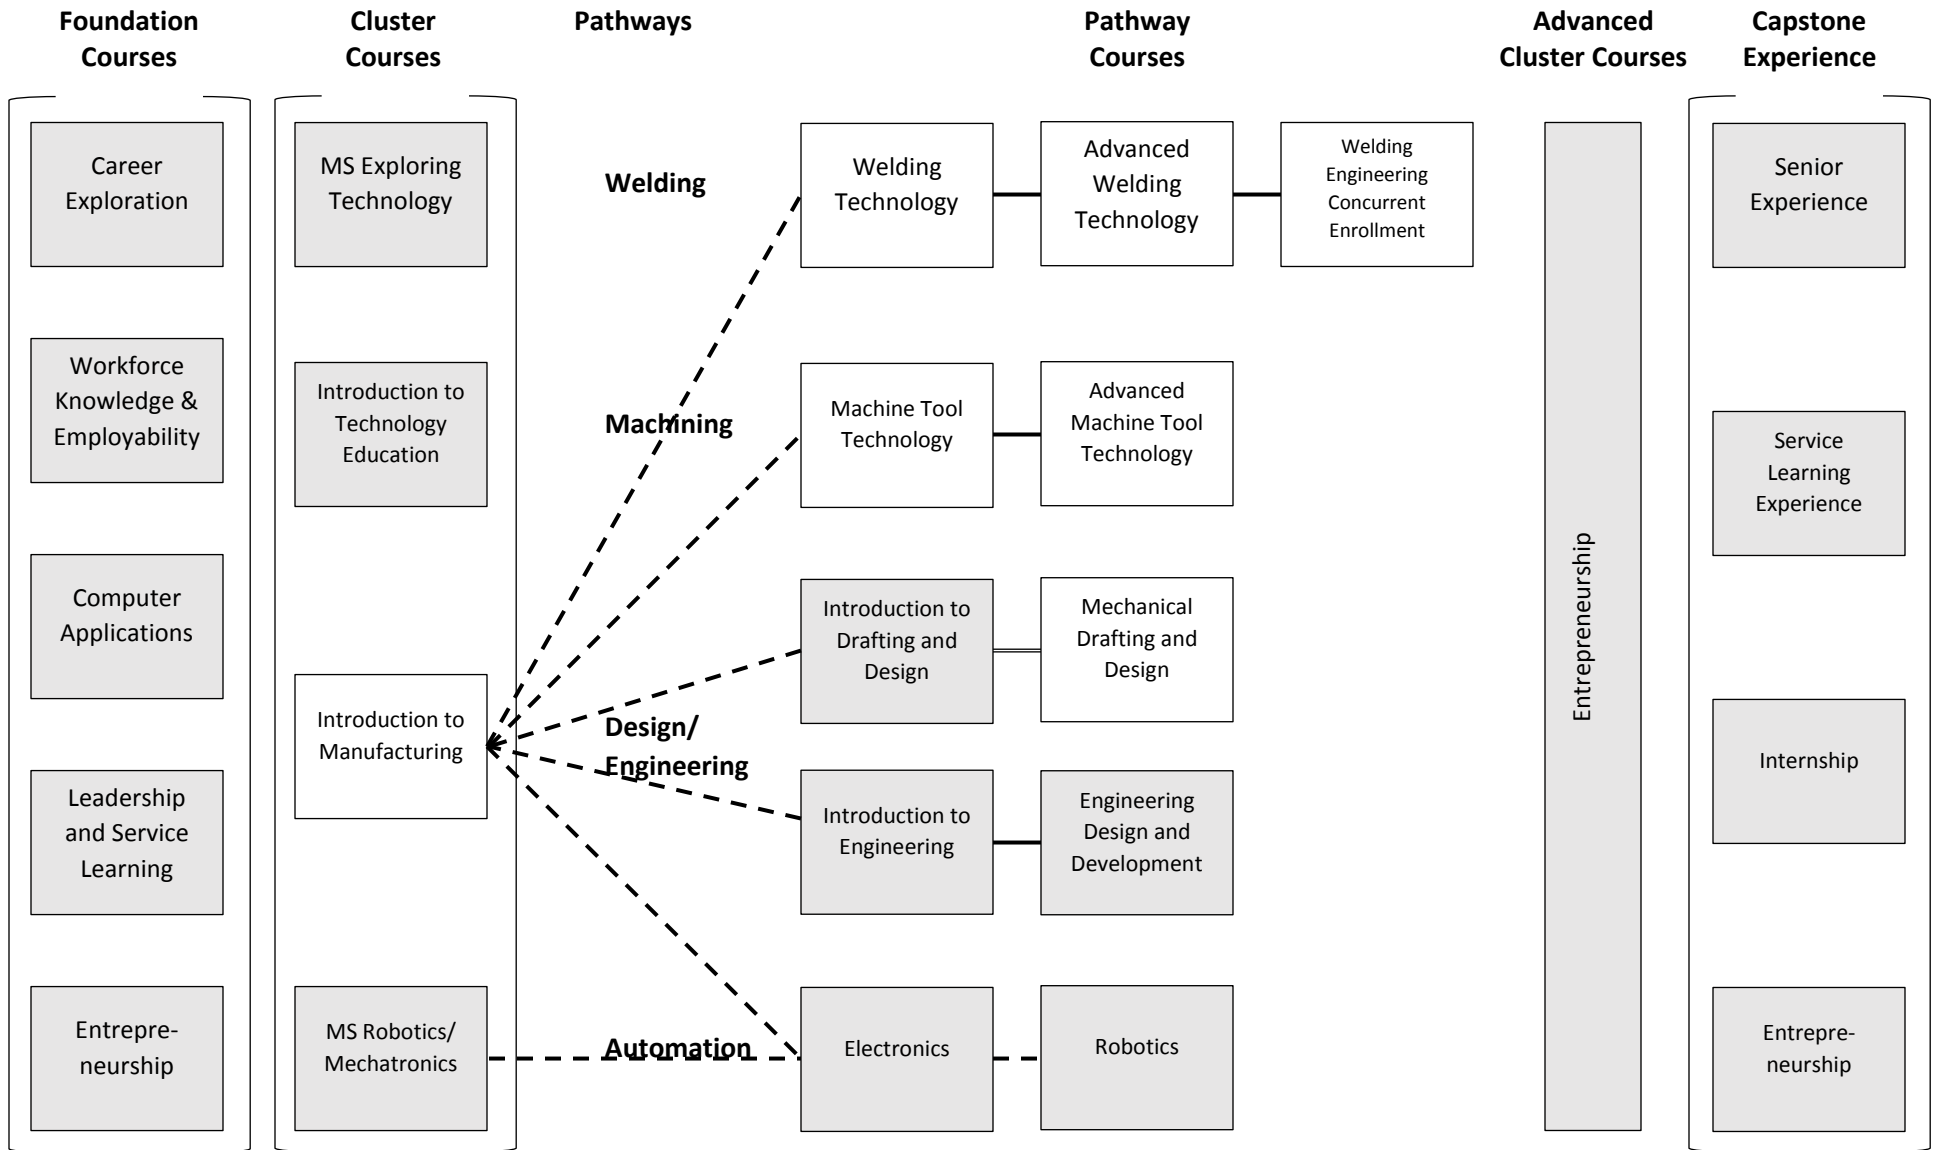 Foundation
Courses
Cluster
Courses
Pathways
Pathway
Courses
Advanced
Cluster Courses
Capstone
Experience
Career
Exploration
Workforce
Knowledge &
Employability
Computer
Applications
Leadership
and Service
Learning
Entrepre-
neurship
MS Exploring
Technology
Introduction to
Technology
Education
Introduction to
Manufacturing
MS Robotics/
Mechatronics
Welding
Machining
Design/
Engineering
Automation
Welding
Technology
Advanced
Welding
Technology
Welding
Engineering
Concurrent
Enrollment
Machine Tool
Technology
Advanced
Machine Tool
Technology
Introduction to
Drafting and
Design
Mechanical
Drafting and
Design
Introduction to
Engineering
Engineering
Design and
Development
Electronics
Robotics
Entrepreneurship
Senior
Experience
Service
Learning
Experience
Internship
Entrepre-
neurship